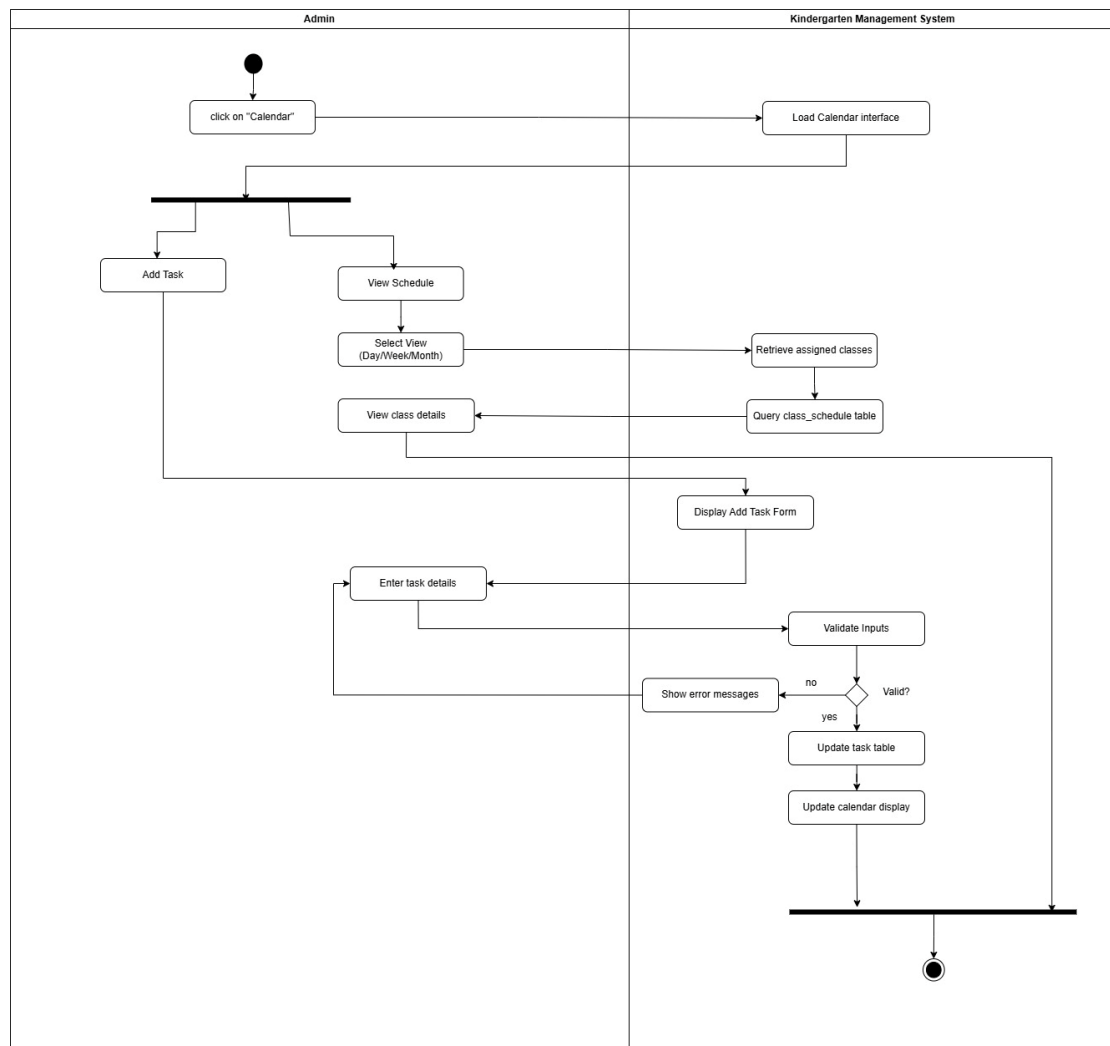 Admin
Kindergarten Management System
click on "Calendar"
Load Calendar interface
Add Task
View Schedule
Select View
(Day/Week/Month)
Retrieve assigned classes
View class details
Query class_schedule table
Display Add Task Form
Enter task details
Validate Inputs
no
Valid?
Show error messages
yes
Update task table
Update calendar display